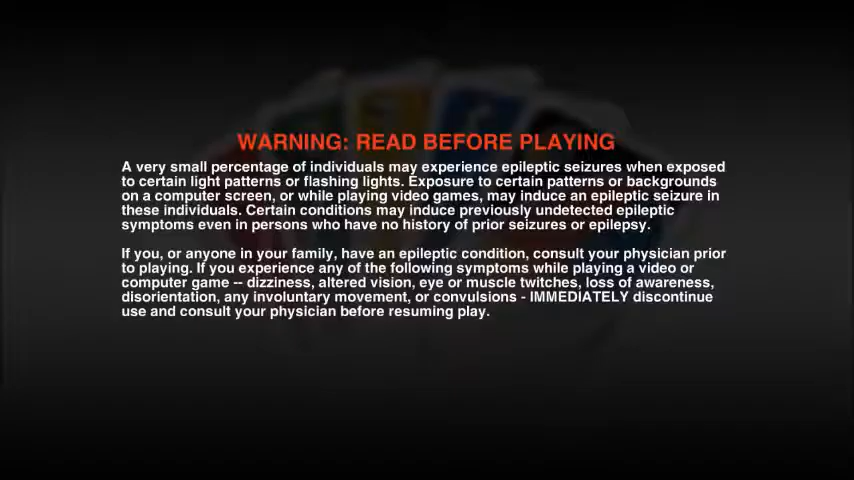 WARNING: READ BEFORE PLAYING
A very small percentage of individuals may experience epileptic seizures when exposed
to certain light patterns or flashing lights. Exposure to certain patterns or backgrounds
on a computer screen, or while playing video games, may induce an epileptic seizure in
these individuals. Certain conditions may induce previously undetected epileptic
symptoms even in persons who have no history of prior seizures or epilepsy.
If you, or anyone in your family, have an epileptic condition, consult your physician prior
to playing. If you experience any of the following symptoms while playing a video or
computer game -- dizziness, altered vision, eye or muscle twitches, loss of awareness,
disorientation, any involuntary movement, or convulsions - IMMEDIATELY discontinue
use and consult your physician before resuming play.